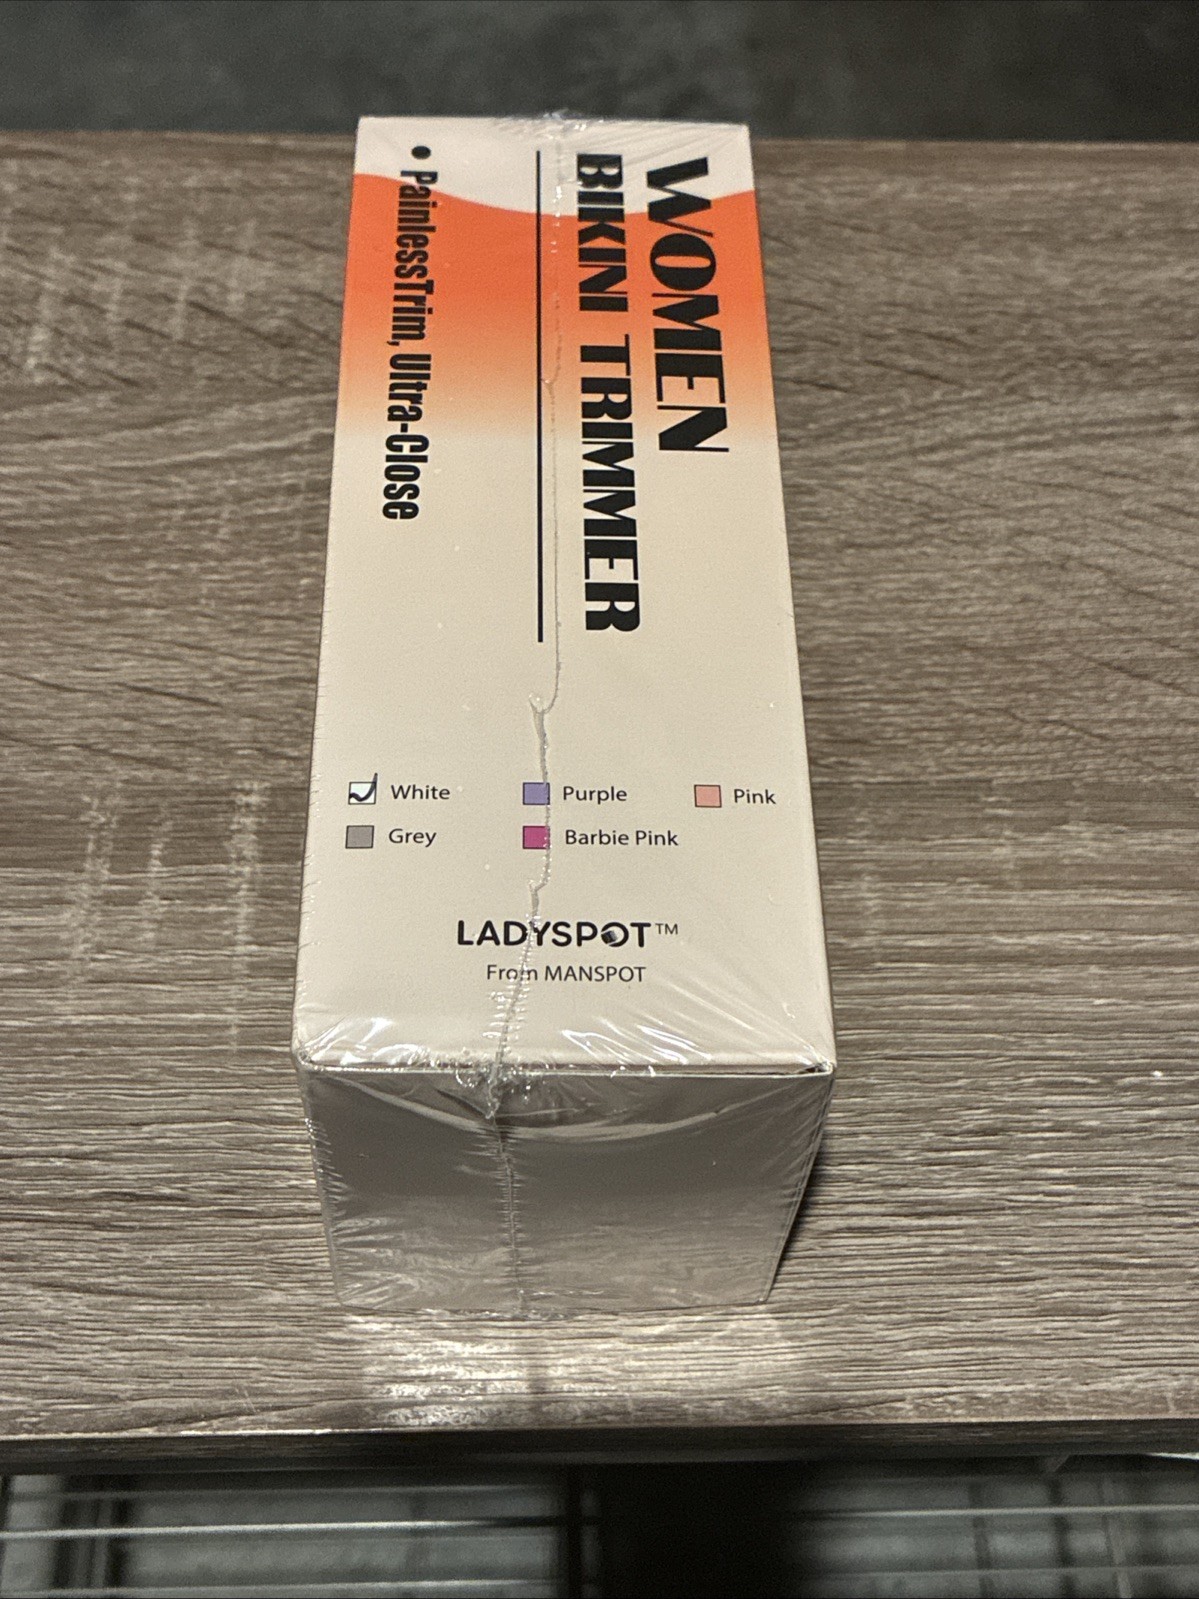 WOMEN
BIKINI TRIMMER
• PainlessTrim, Ultra-Close
White
Purple
Pink
Grey
Barbie Pink
LADYSPOT™
From MANSPOT